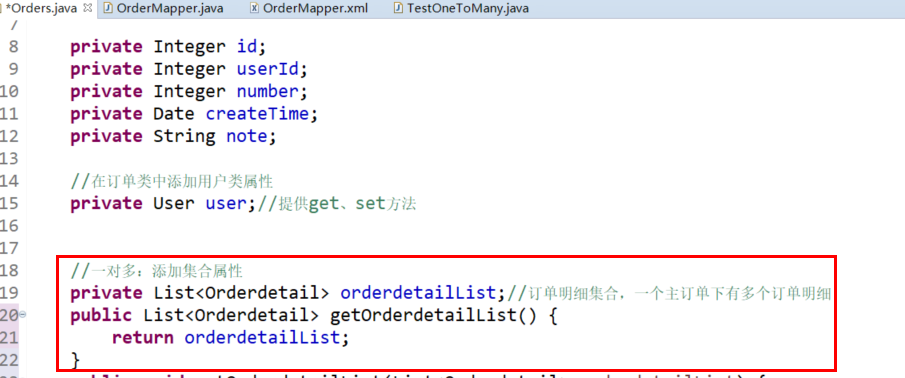 *Orders.java OrderMapper.java OrderMapper.xml TestOneToMany.java
7
8 private Integer id;
9 private Integer userId;
10 private Integer number;
11 private Date createTime;
12 private String note;
13
14 //在订单类中添加用户类属性
15 private User user;//提供get、set方法
16
17
18 //一对多：添加集合属性
19 private List<Orderdetail> orderdetailList;//订单明细集合，一个主订单下有多个订单明细
20 public List<Orderdetail> getOrderdetailList() {
21 return orderdetailList;
22 }